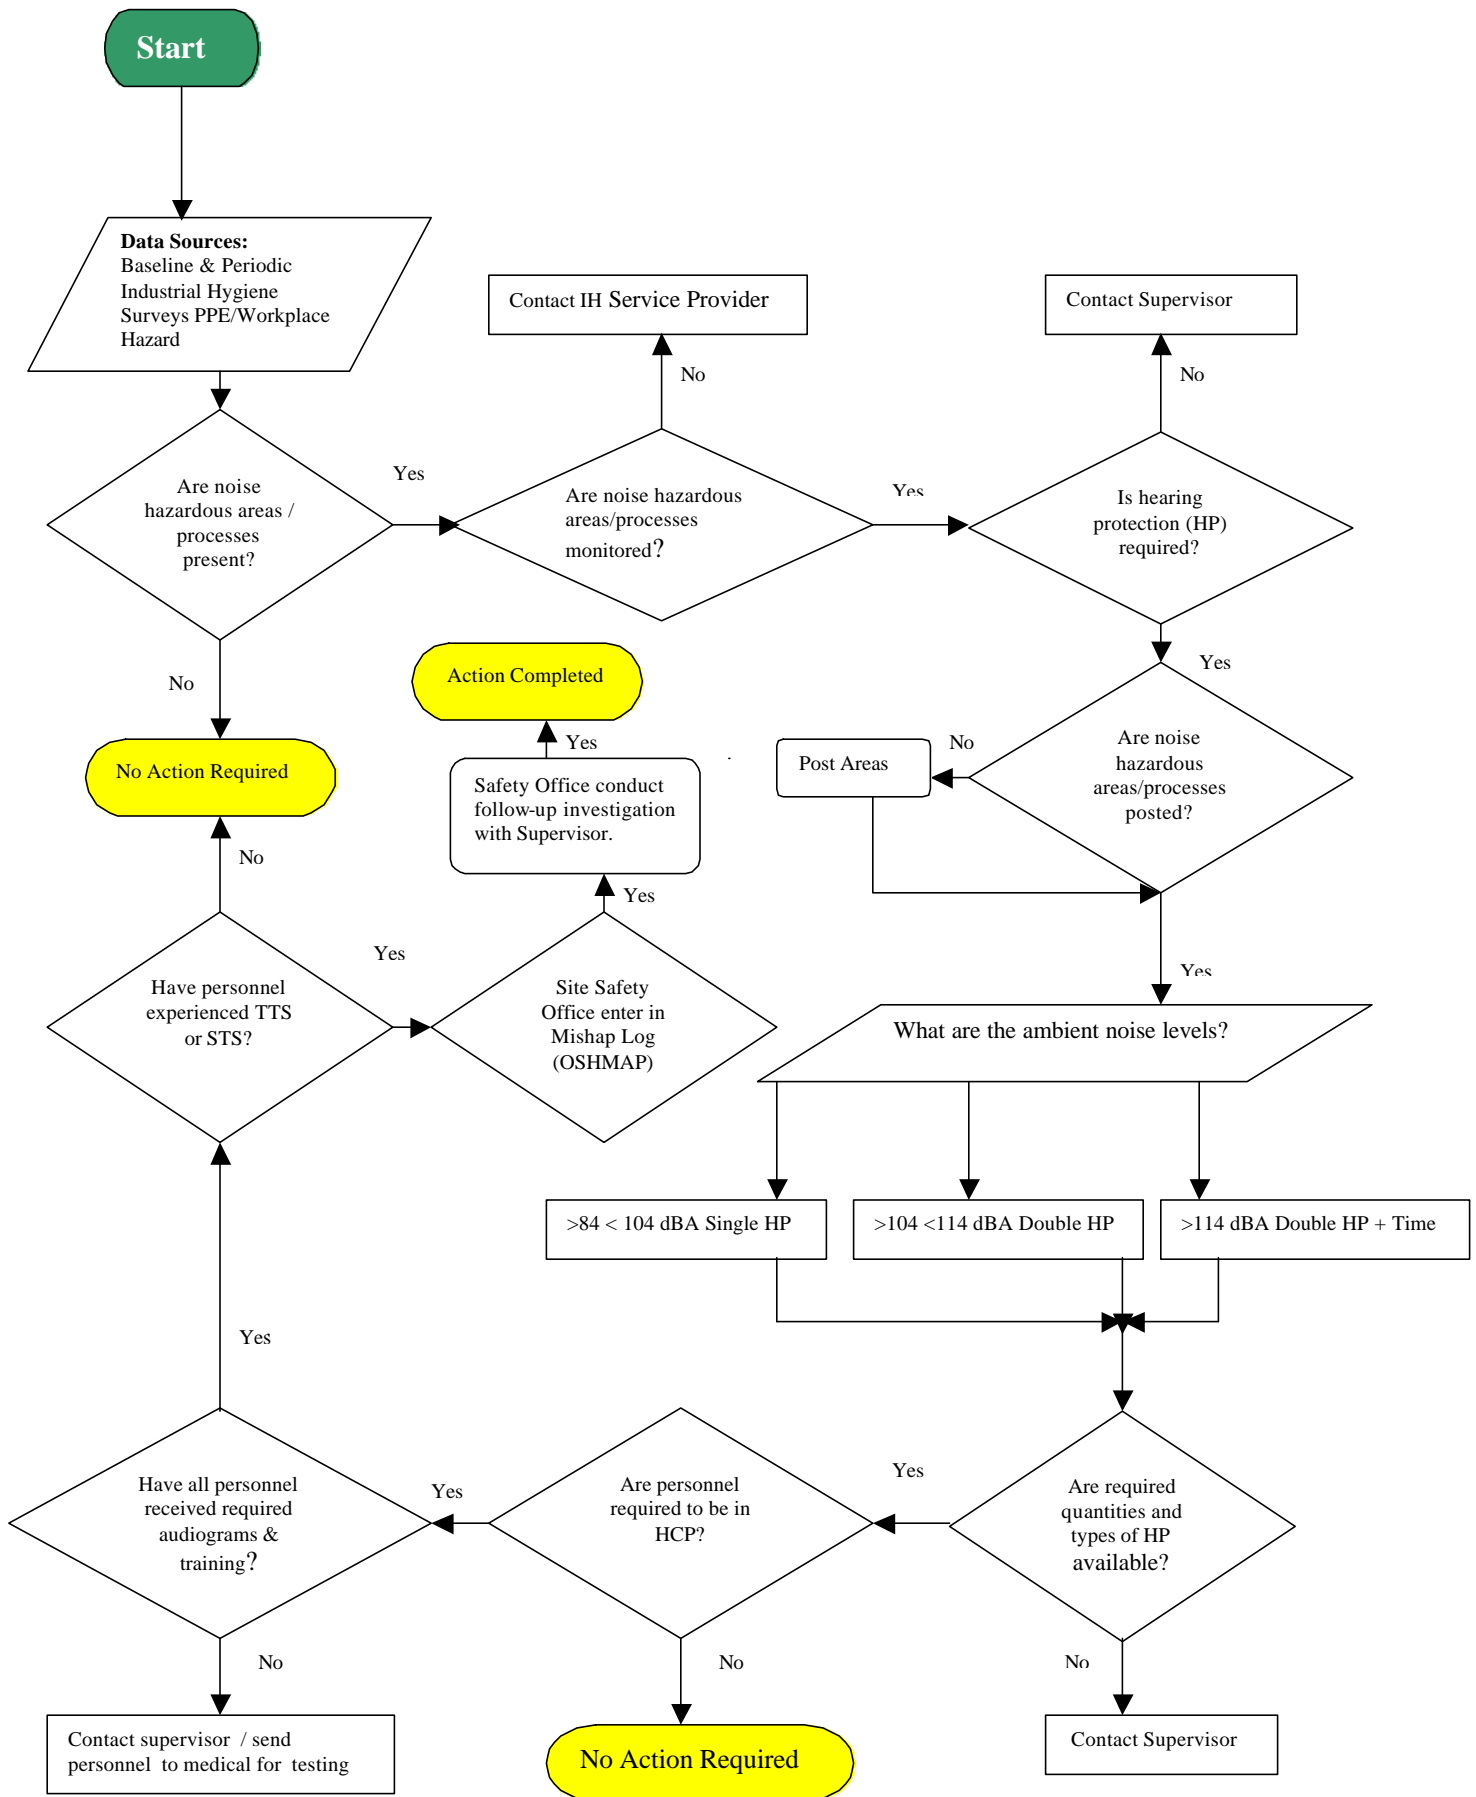 Start
Data Sources:
Baseline & Periodic
Industrial Hygiene
Surveys PPE/Workplace
Hazard
Contact IH Service Provider
Contact Supervisor
No
No
Are noise
hazardous areas /
processes
present?
Yes
Are noise hazardous
areas/processes
monitored?
Yes
Is hearing
protection (HP)
required?
No
Yes
No Action Required
Action Completed
Yes
Safety Office conduct
follow-up investigation
with Supervisor.
Post Areas
No
Are noise
hazardous
areas/processes
posted?
No
Yes
Have personnel
experienced TTS
or STS?
Yes
Site Safety
Office enter in
Mishap Log
(OSHMAP)
Yes
What are the ambient noise levels?
>84 < 104 dBA Single HP
>104 <114 dBA Double HP
>114 dBA Double HP + Time
Yes
Have all personnel
received required
audiograms &
training?
Yes
Are personnel
required to be in
HCP?
Yes
Are required
quantities and
types of HP
available?
No
No
No
Contact supervisor / send
personnel to medical for testing
No Action Required
Contact Supervisor